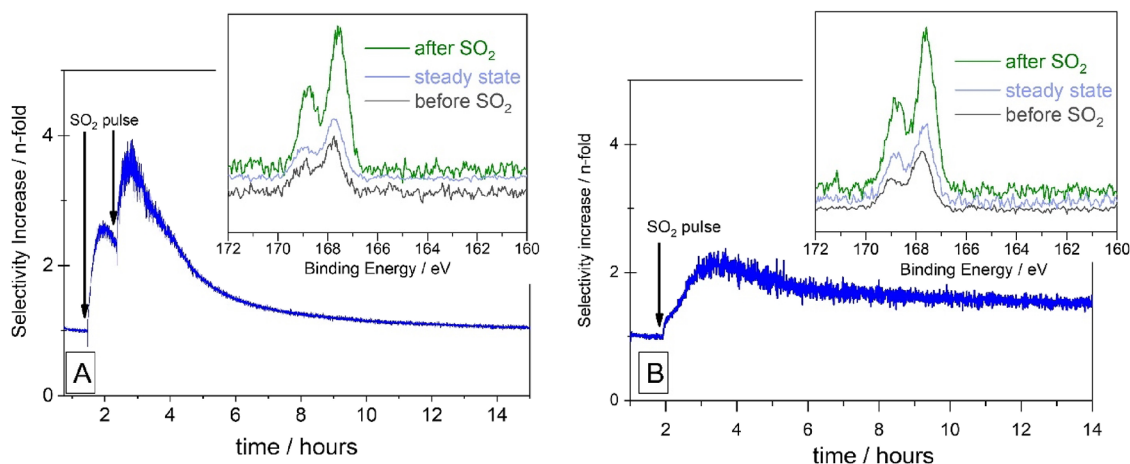 after SO2
steady state
before SO2
172 170 168 166 164 162 160
Binding Energy / eV
SO2 pulse
Selectivity Increase / n-fold
4
2
0
A
2 4 6 8 10 12 14
time / hours
after SO2
steady state
before SO2
172 170 168 166 164 162 160
Binding Energy / eV
SO2 pulse
Selectivity increase / n-fold
4
2
0
B
2 4 6 8 10 12 14
time / hours